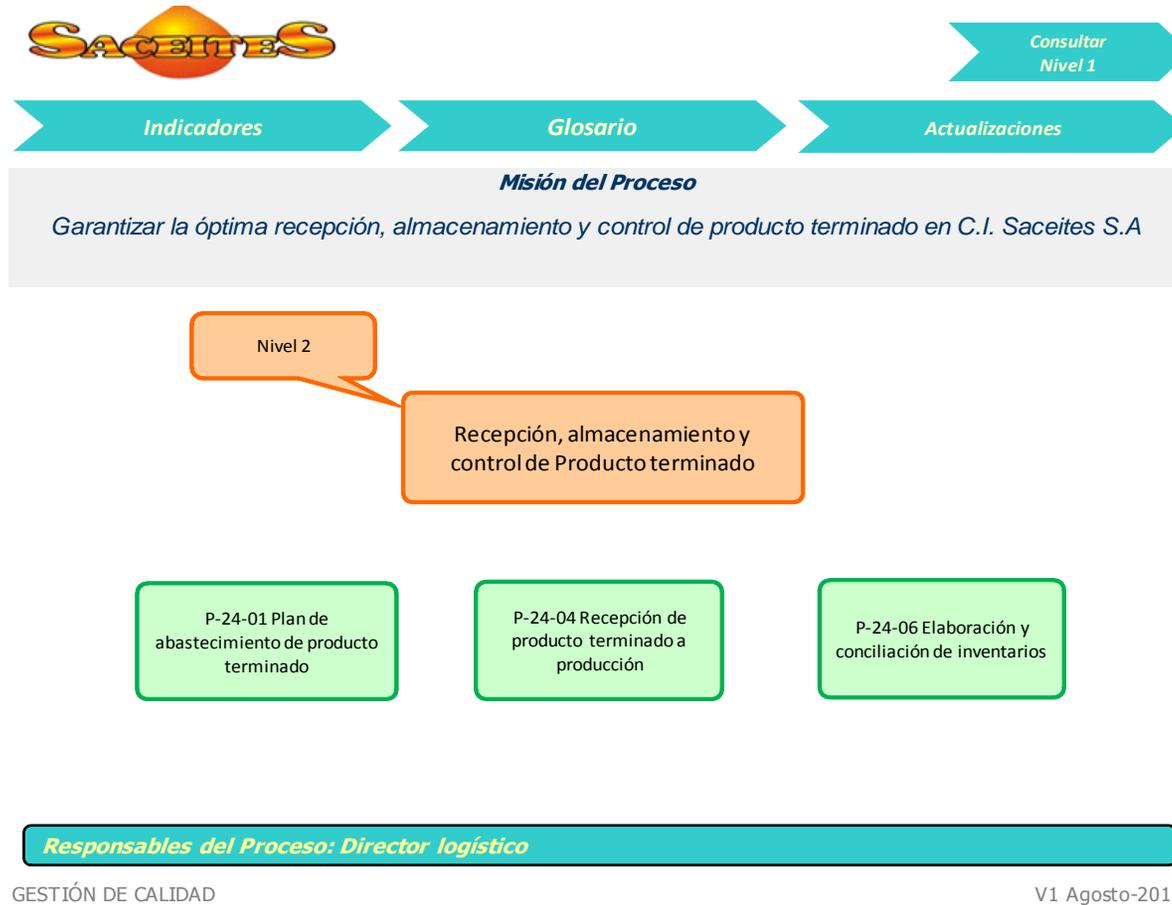 SACEITES
Consultar
Nivel 1
Indicadores
Glosario
Actualizaciones
Misión del Proceso
Garantizar la óptima recepción, almacenamiento y control de producto terminado en C.I. Saceites S.A
Nivel 2
Recepción, almacenamiento y
control de Producto terminado
P-24-01 Plan de
abastecimiento de producto
terminado
P-24-04 Recepción de
producto terminado a
producción
P-24-06 Elaboración y
conciliación de inventarios
Responsables del Proceso: Director logístico
GESTIÓN DE CALIDAD
V1 Agosto-201